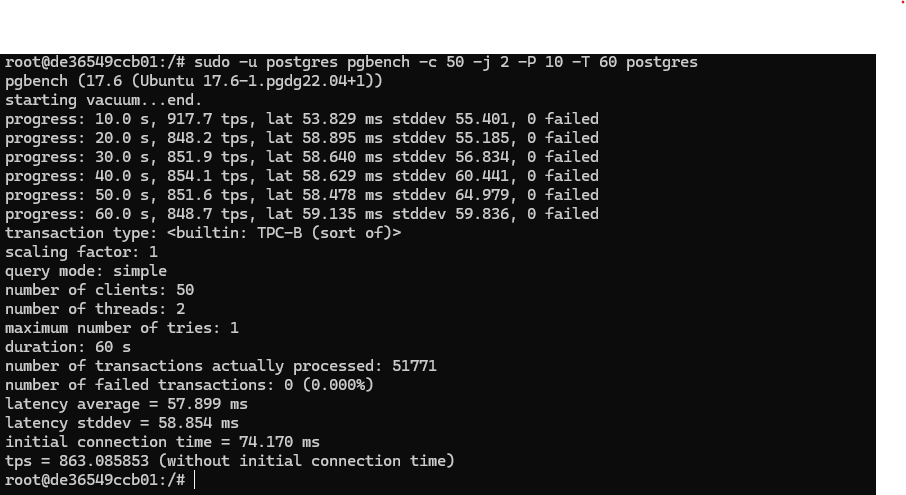 root@de36549ccb01:/# sudo -u postgres pgbench -c 50 -j 2 -P 10 -T 60 postgres
pgbench (17.6 (Ubuntu 17.6-1.pgdg22.04+1))
starting vacuum...end.
progress: 10.0 s, 917.7 tps, lat 53.829 ms stddev 55.401, 0 failed
progress: 20.0 s, 848.2 tps, lat 58.895 ms stddev 55.185, 0 failed
progress: 30.0 s, 851.9 tps, lat 58.640 ms stddev 56.834, 0 failed
progress: 40.0 s, 854.1 tps, lat 58.629 ms stddev 60.441, 0 failed
progress: 50.0 s, 851.6 tps, lat 58.478 ms stddev 64.979, 0 failed
progress: 60.0 s, 848.7 tps, lat 59.135 ms stddev 59.836, 0 failed
transaction type: <builtin: TPC-B (sort of)>
scaling factor: 1
query mode: simple
number of clients: 50
number of threads: 2
maximum number of tries: 1
duration: 60 s
number of transactions actually processed: 51771
number of failed transactions: 0 (0.000%)
latency average = 57.899 ms
latency stddev = 58.854 ms
initial connection time = 74.170 ms
tps = 863.085853 (without initial connection time)
root@de36549ccb01:/#